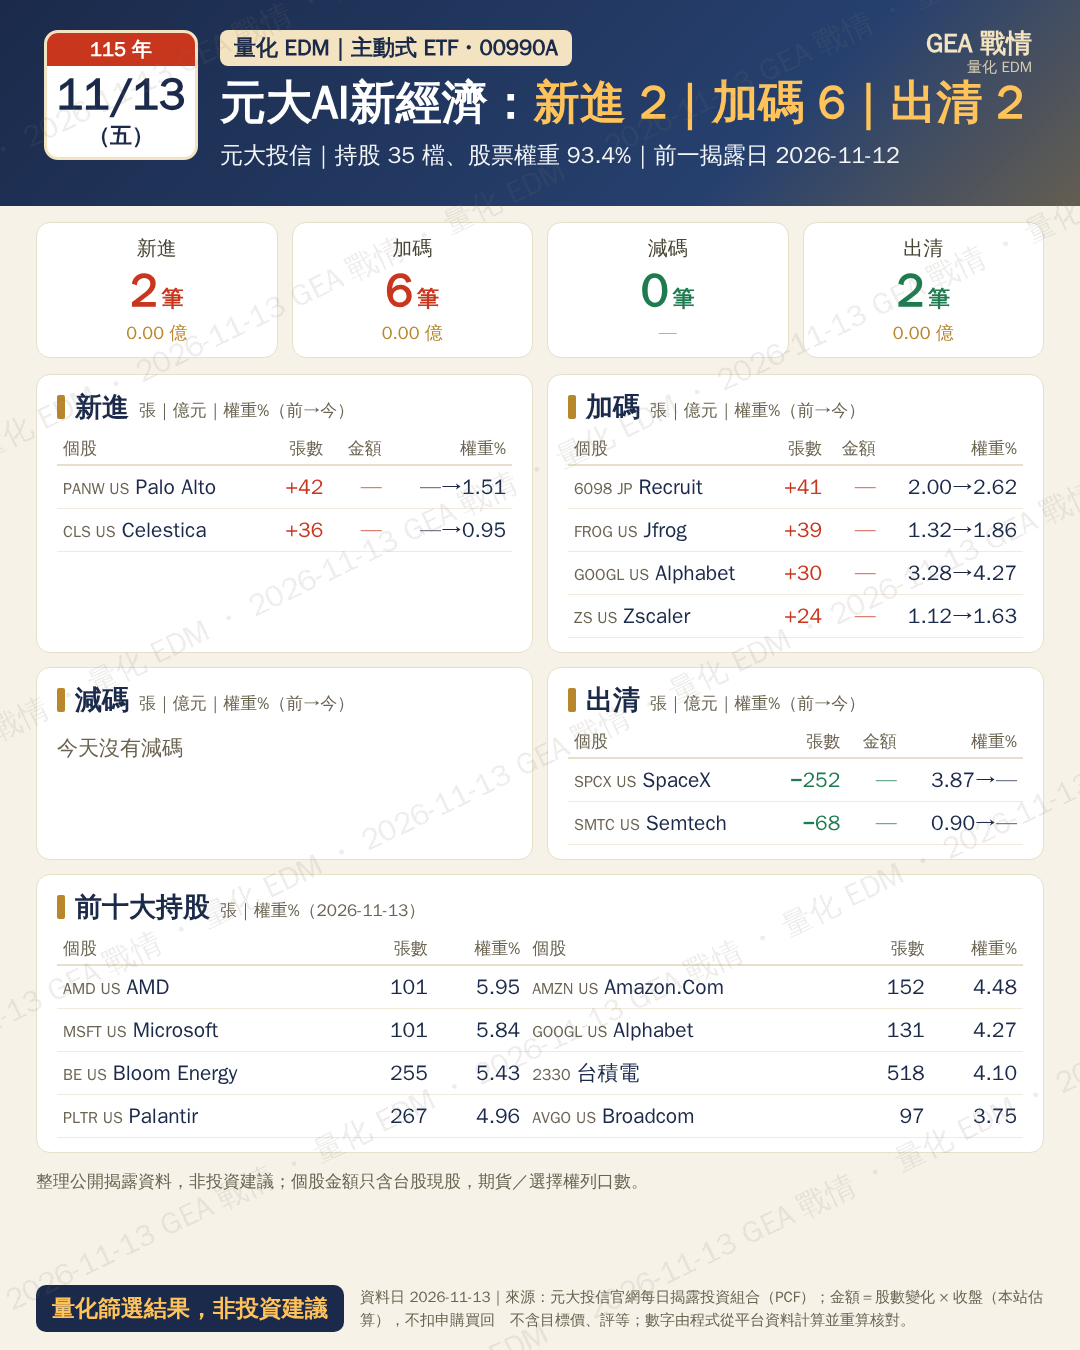 115 年
11/13
（五）
量化 EDM｜主動式 ETF・00990A
元大AI新經濟：新進 2｜加碼 6｜出清 2
元大投信｜持股 35 檔、股票權重 93.4%｜前一揭露日 2026-11-12
GEA 戰情
量化 EDM
新進
2 筆
0.00 億
加碼
6 筆
0.00 億
減碼
0 筆
—
出清
2 筆
0.00 億
新進 張｜億元｜權重%（前→今）
個股 張數 金額 權重%
PANW US Palo Alto +42 — —→1.51
CLS US Celestica +36 — —→0.95
加碼 張｜億元｜權重%（前→今）
個股 張數 金額 權重%
6098 JP Recruit +41 — 2.00→2.62
FROG US Jfrog +39 — 1.32→1.86
GOOGL US Alphabet +30 — 3.28→4.27
ZS US Zscaler +24 — 1.12→1.63
減碼 張｜億元｜權重%（前→今）
今天沒有減碼
出清 張｜億元｜權重%（前→今）
個股 張數 金額 權重%
SPCX US SpaceX −252 — 3.87→—
SMTC US Semtech −68 — 0.90→—
前十大持股 張｜權重%（2026-11-13）
個股 張數 權重% 個股 張數 權重%
AMD US AMD 101 5.95 AMZN US Amazon.Com 152 4.48
MSFT US Microsoft 101 5.84 GOOGL US Alphabet 131 4.27
BE US Bloom Energy 255 5.43 2330 台積電 518 4.10
PLTR US Palantir 267 4.96 AVGO US Broadcom 97 3.75
整理公開揭露資料，非投資建議；個股金額只含台股現股，期貨／選擇權列口數。
量化篩選結果，非投資建議
資料日 2026-11-13｜來源：元大投信官網每日揭露投資組合（PCF）；金額＝股數變化 × 收盤（本站估
算），不扣申購買回　不含目標價、評等；數字由程式從平台資料計算並重算核對。